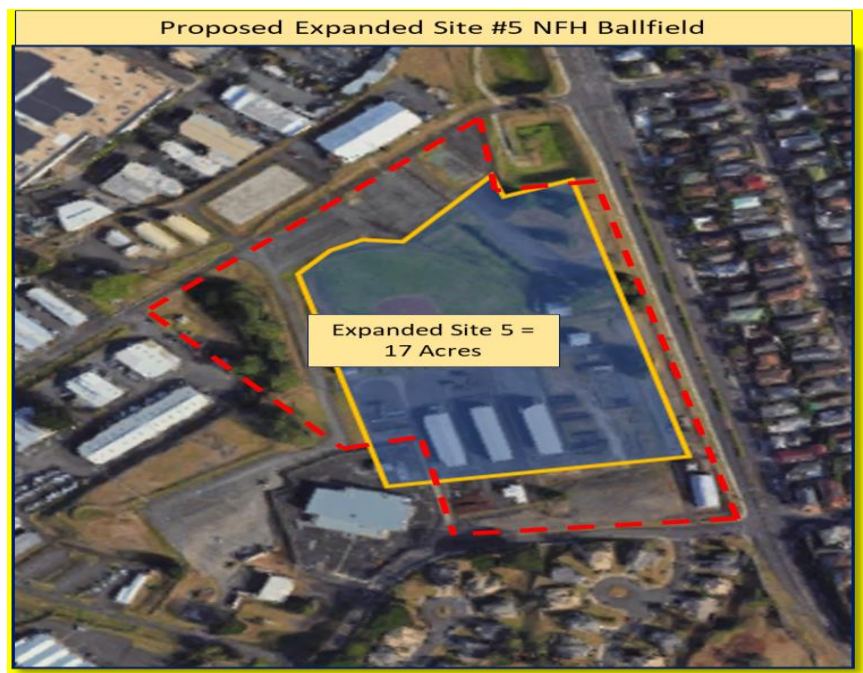 Proposed Expanded Site #5 NFH Ballfield
Expanded Site 5 =
17 Acres